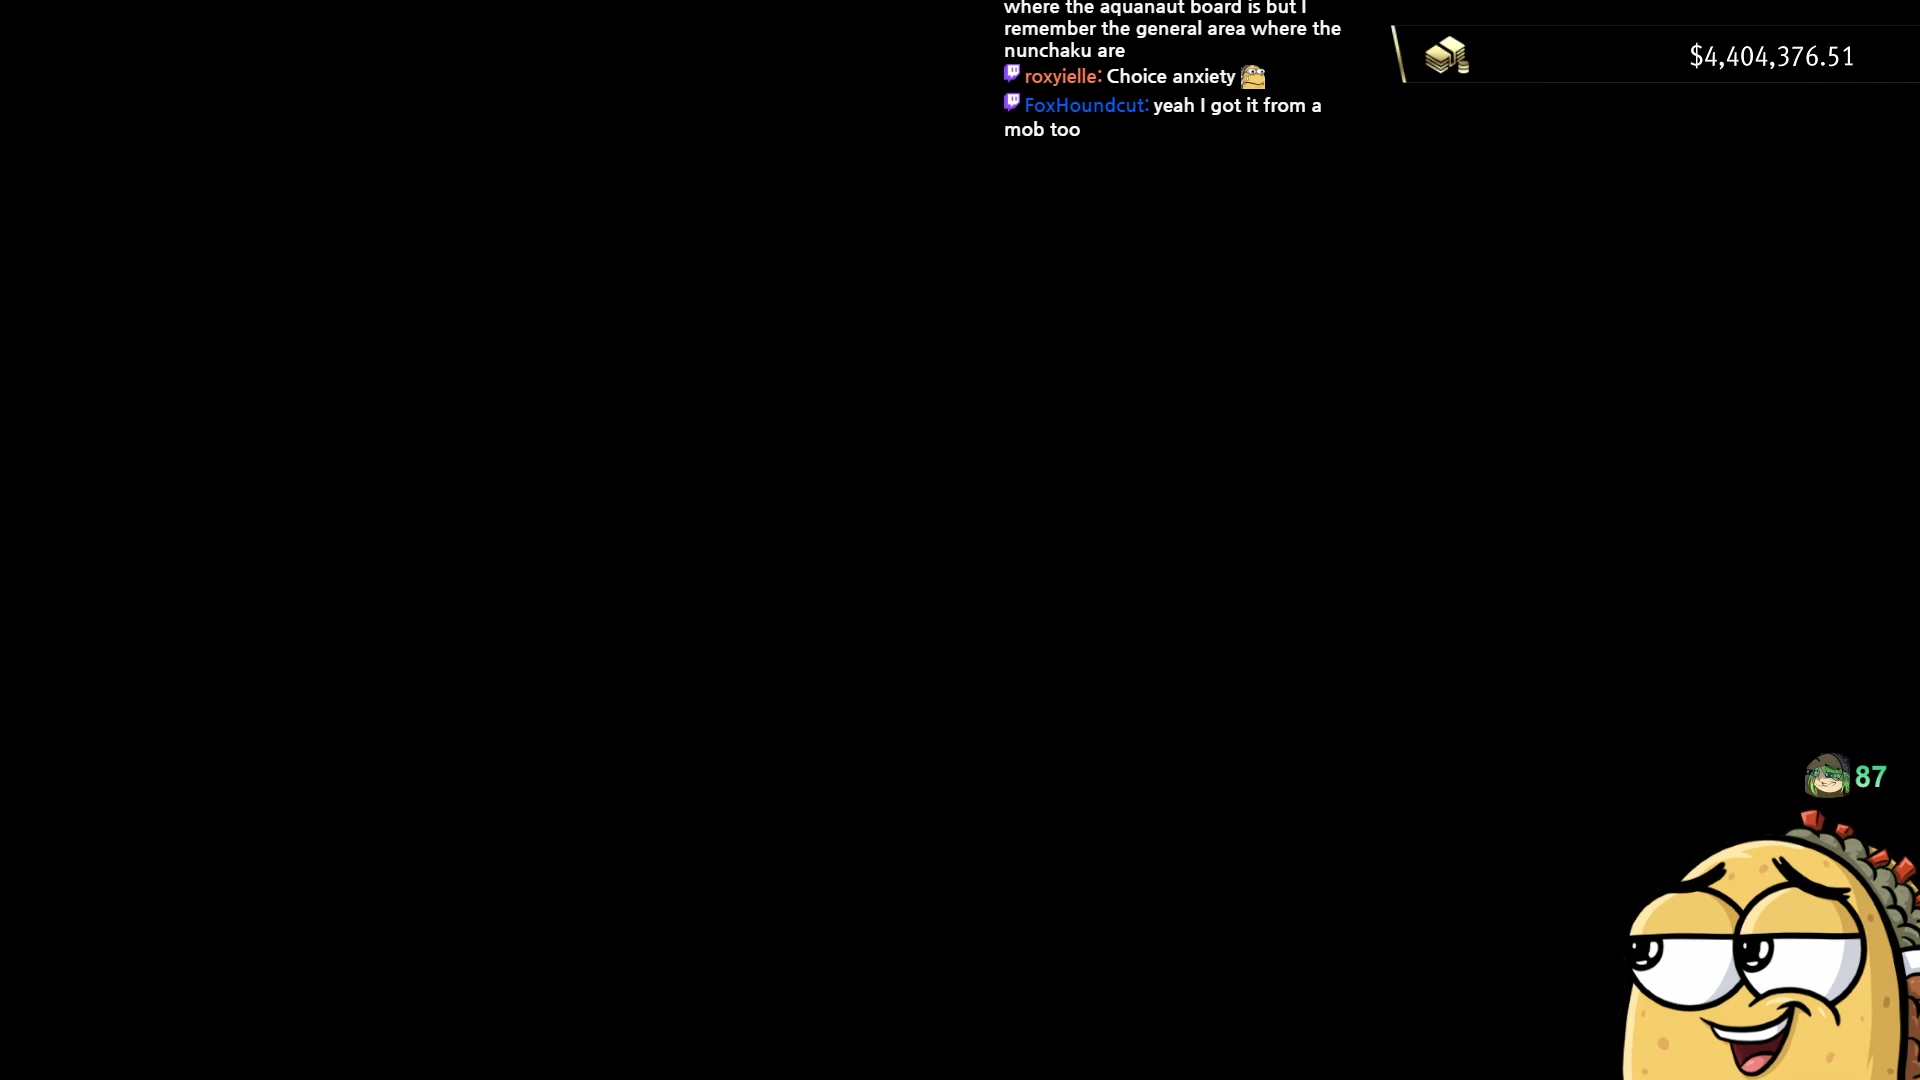 where the aquanaut board is but I
remember the general area where the
nunchaku are
roxyielle: Choice anxiety
FoxHoundcut: yeah I got it from a
mob too
$4,404,376.51
87